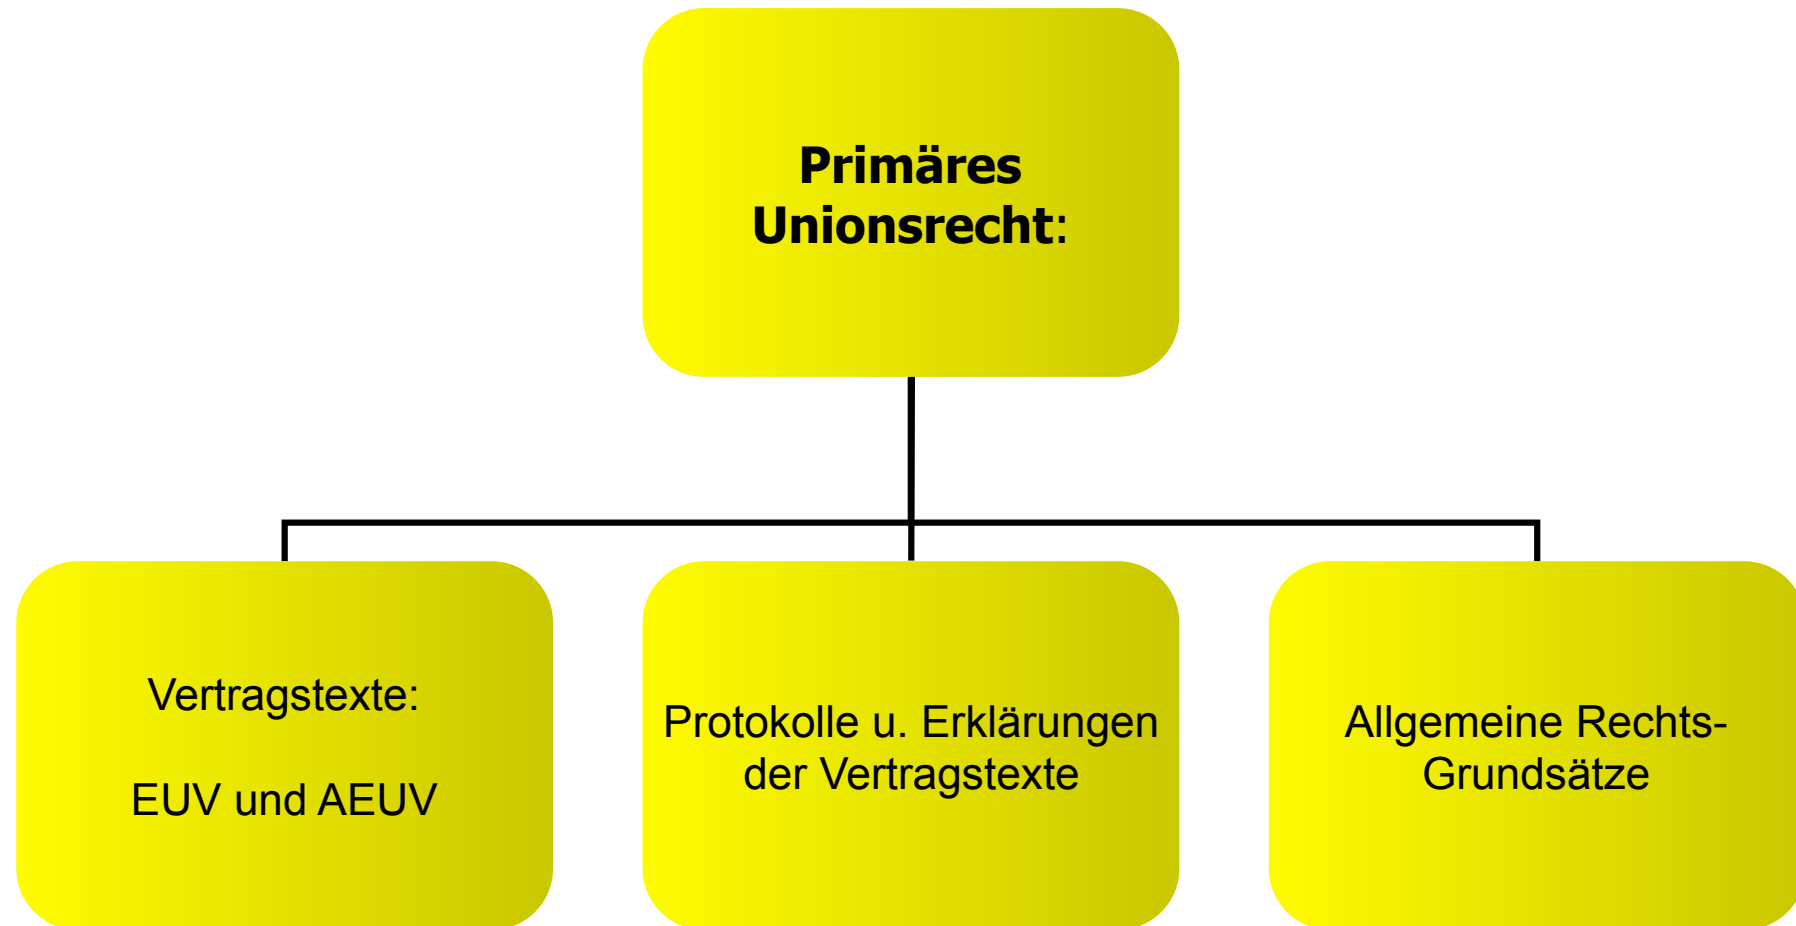 Primäres
Unionsrecht:
Vertragstexte:
EUV und AEUV
Protokolle u. Erklärungen
der Vertragstexte
Allgemeine Rechts-
Grundsätze